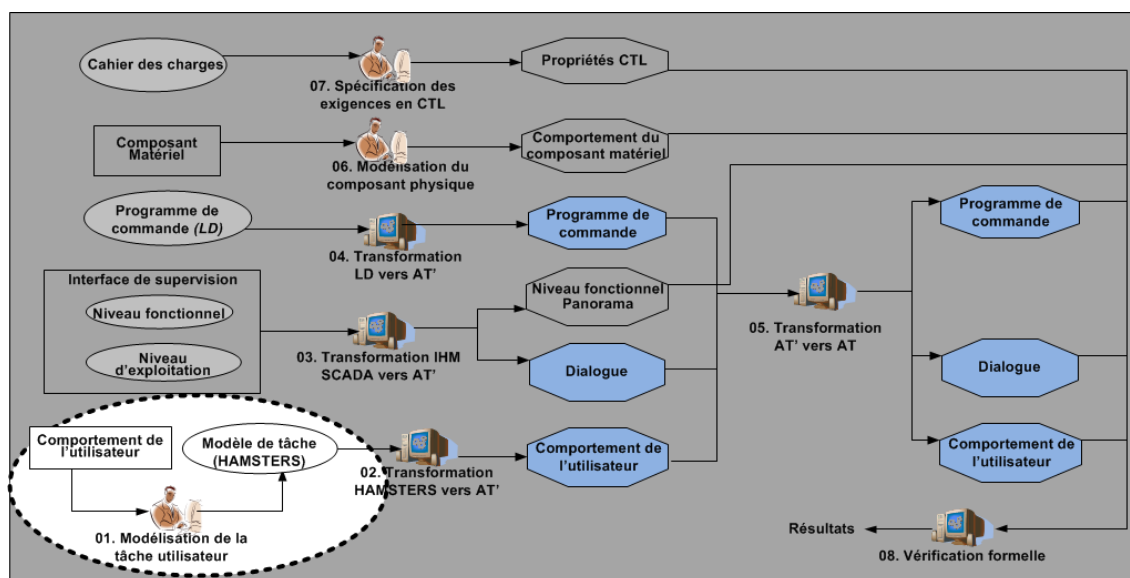 Cahier des charges
07. Spécification des
exigences en CTL
Propriétés CTL
Composant
Matériel
06. Modélisation du
composant physique
Comportement du
composant matériel
Programme de
commande (LD)
04. Transformation
LD vers AT’
Programme de
commande
Programme de
commande
Interface de supervision
Niveau fonctionnel
Niveau
d’exploitation
03. Transformation IHM
SCADA vers AT’
Niveau fonctionnel
Panorama
Dialogue
05. Transformation
AT’ vers AT
Dialogue
Comportement de
l’utilisateur
Modèle de tâche
(HAMSTERS)
01. Modélisation de la
tâche utilisateur
02. Transformation
HAMSTERS vers AT’
Comportement de
l’utilisateur
Comportement de
l’utilisateur
Résultats
08. Vérification formelle